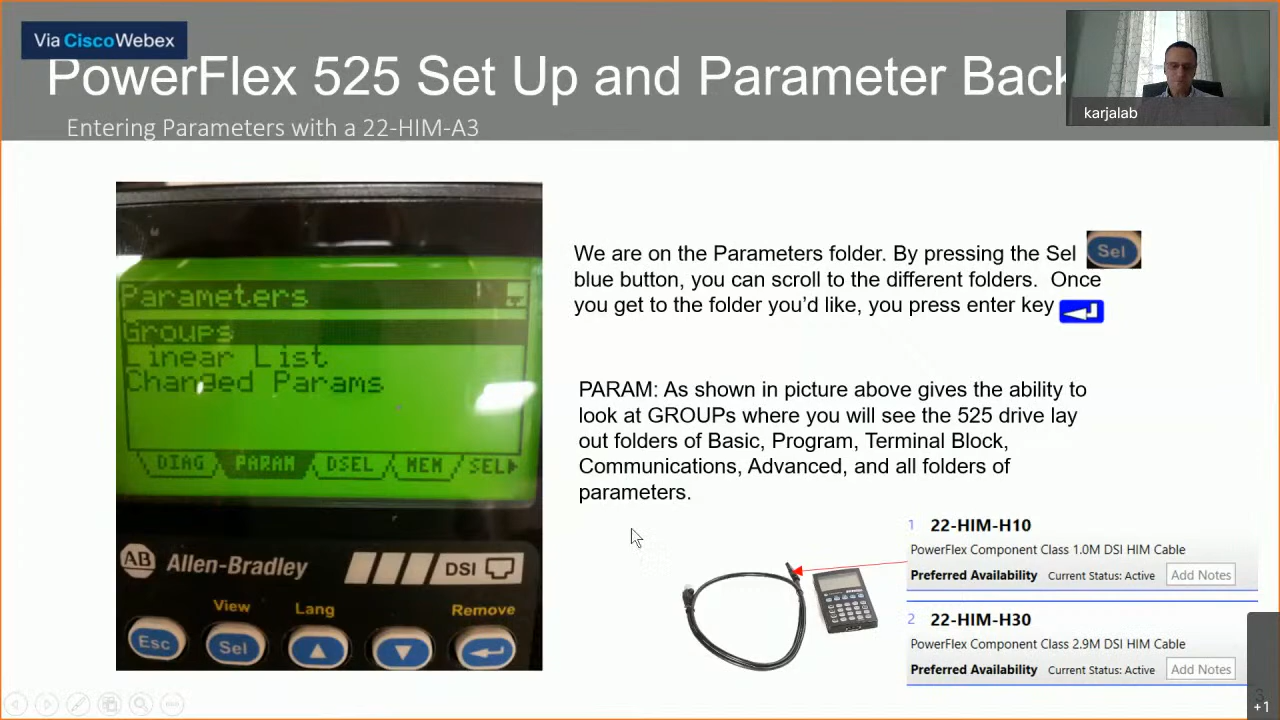 Via Cisco Webex
PowerFlex 525 Set Up and Parameter Back
Entering Parameters with a 22-HIM-A3
karjalab
Parameters
Groups
Linear List
Changed Params
DIAG PARAM DSEL MEM SEL
AB Allen-Bradley DSI
View Lang Remove
Esc Sel
We are on the Parameters folder. By pressing the Sel Sel
blue button, you can scroll to the different folders. Once
you get to the folder you'd like, you press enter key
PARAM: As shown in picture above gives the ability to
look at GROUPs where you will see the 525 drive lay
out folders of Basic, Program, Terminal Block,
Communications, Advanced, and all folders of
parameters.
1 22-HIM-H10
PowerFlex Component Class 1.0M DSI HIM Cable
Preferred Availability Current Status: Active Add Notes
2 22-HIM-H30
PowerFlex Component Class 2.9M DSI HIM Cable
Preferred Availability Current Status: Active Add Notes
3
+1